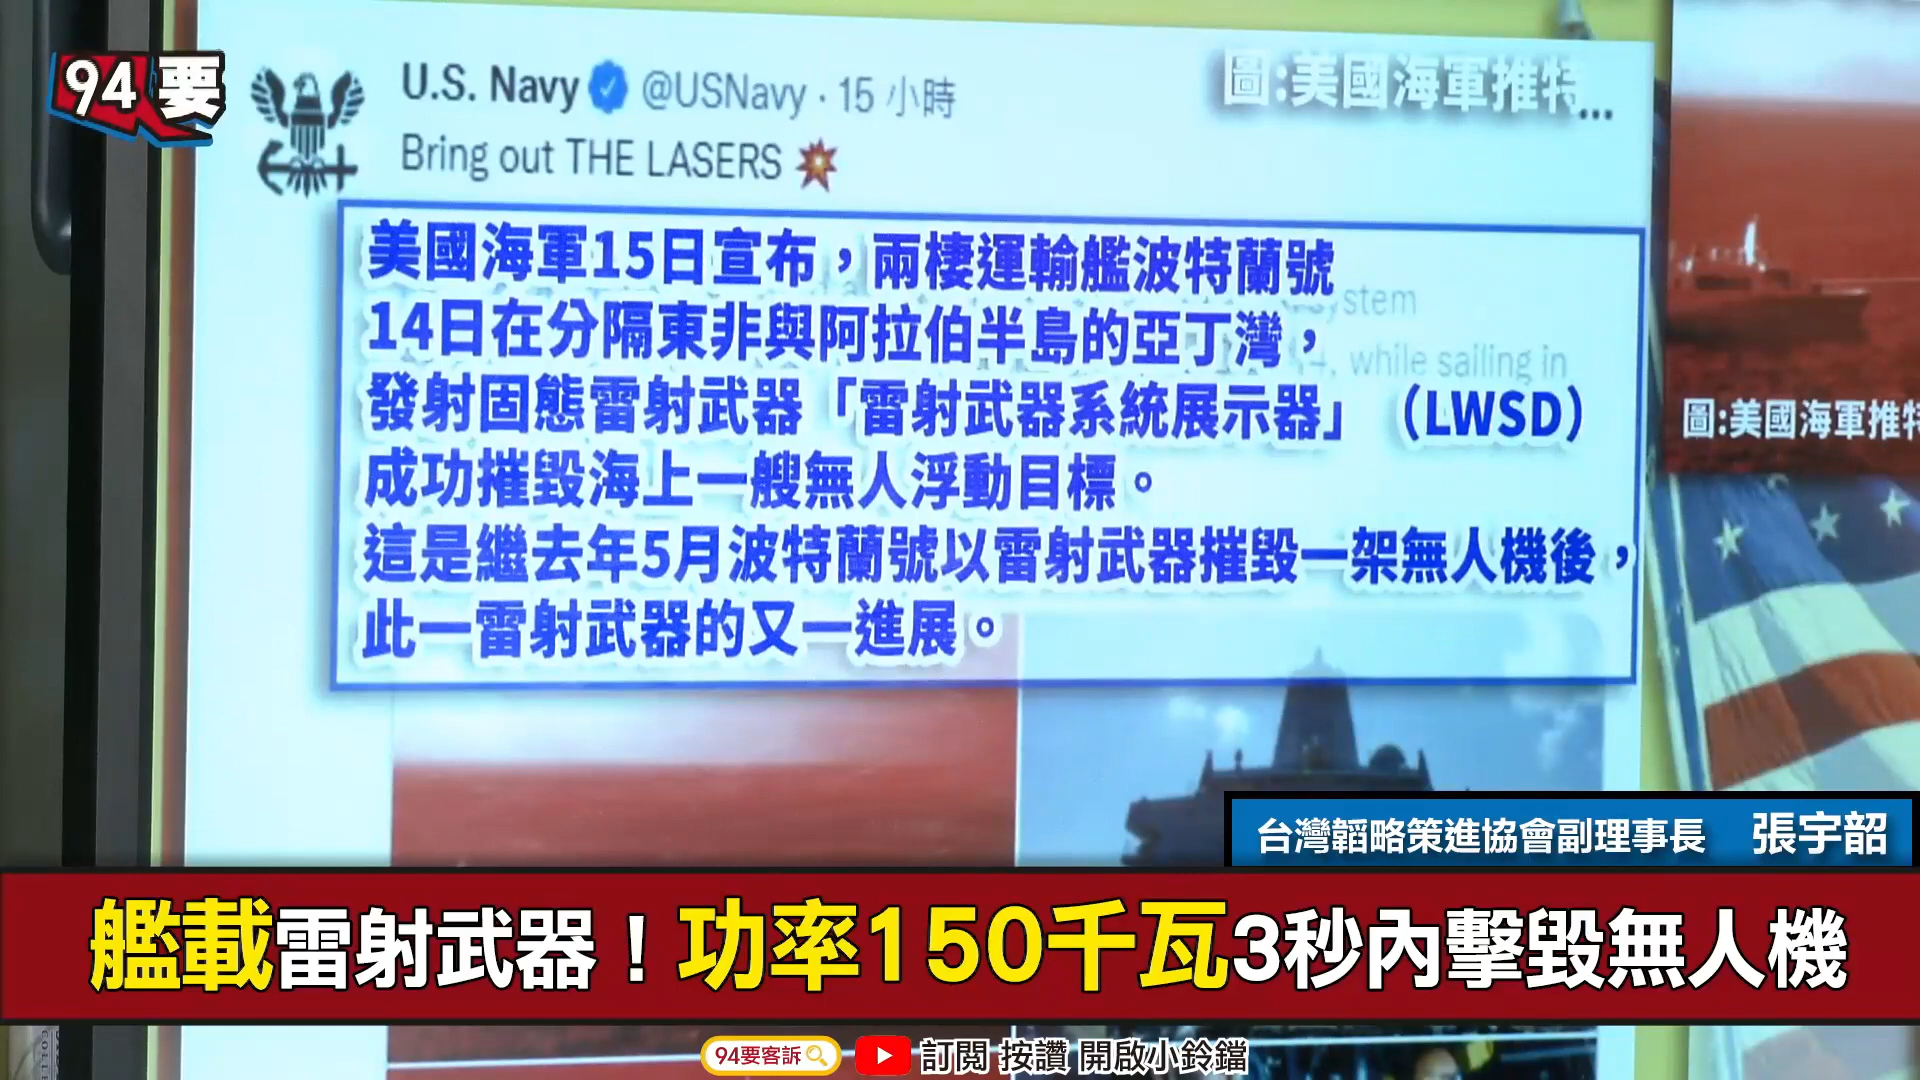 94要
U.S. Navy @USNavy · 15 小時
圖:美國海軍推特...
Bring out THE LASERS
美國海軍15日宣布，兩棲運輸艦波特蘭號
ystem
14日在分隔東非與阿拉伯半島的亞丁灣，
4, while sailing in
發射固態雷射武器「雷射武器系統展示器」（LWSD）
圖:美國海軍推特
成功摧毀海上一艘無人浮動目標。
這是繼去年5月波特蘭號以雷射武器摧毀一架無人機後，
此一雷射武器的又一進展。
台灣韜略策進協會副理事長 張宇韶
艦載雷射武器！功率150千瓦3秒內擊毀無人機
94要客訴
訂閱 按讚 開啟小鈴鐺